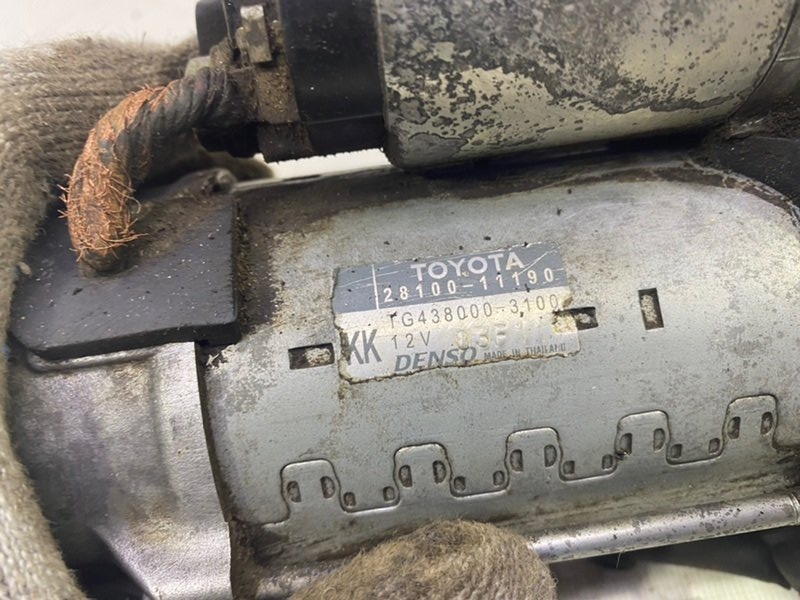 TOYOTA
28100-11190
TG438000-3100
KK
12V
DENSO MADE IN THAILAND